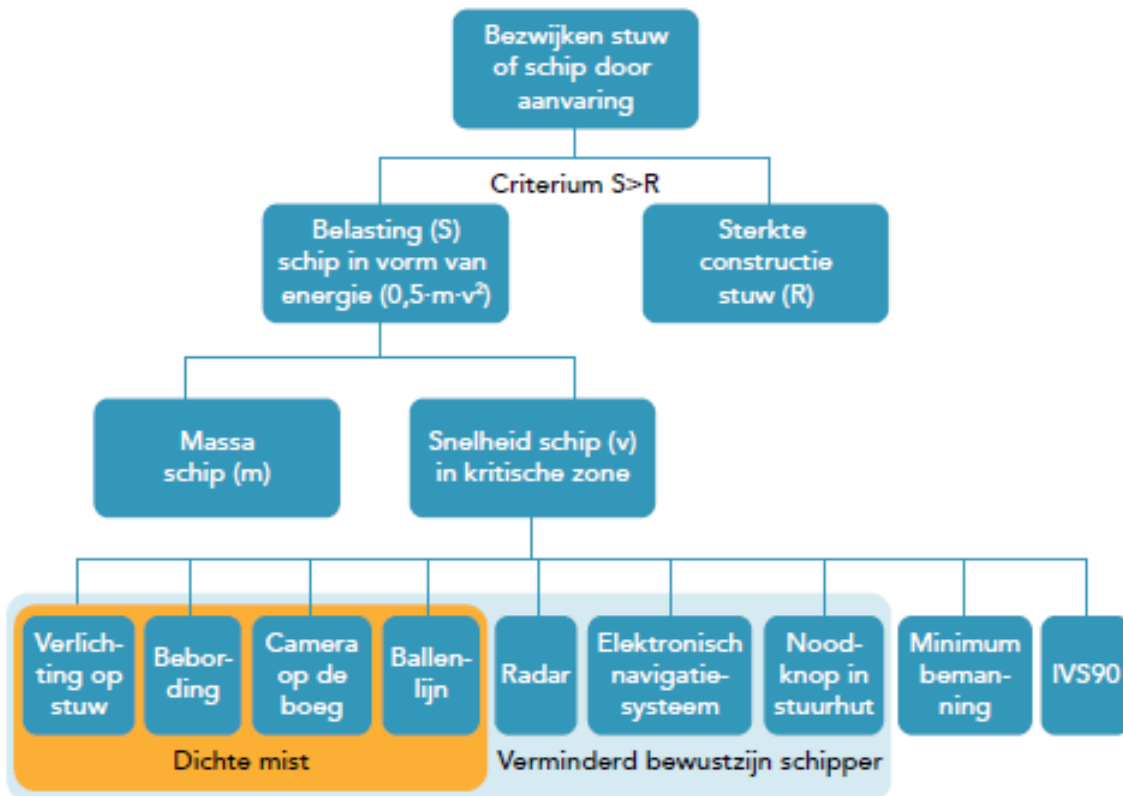 Bezwijken stuw
of schip door
aanvaring
Criterium S>R
Belasting (S)
schip in vorm van
energie (0,5·m·v²)
Sterkte
constructie
stuw (R)
Massa
schip (m)
Snelheid schip (v)
in kritische zone
Verlich-
ting op
stuw
Bebor-
ding
Camera
op de
boeg
Ballen-
lijn
Radar
Elektronisch
navigatie-
systeem
Nood-
knop in
stuurhut
Minimum
beman-
ning
IVS90
Dichte mist
Verminderd bewustzijn schipper